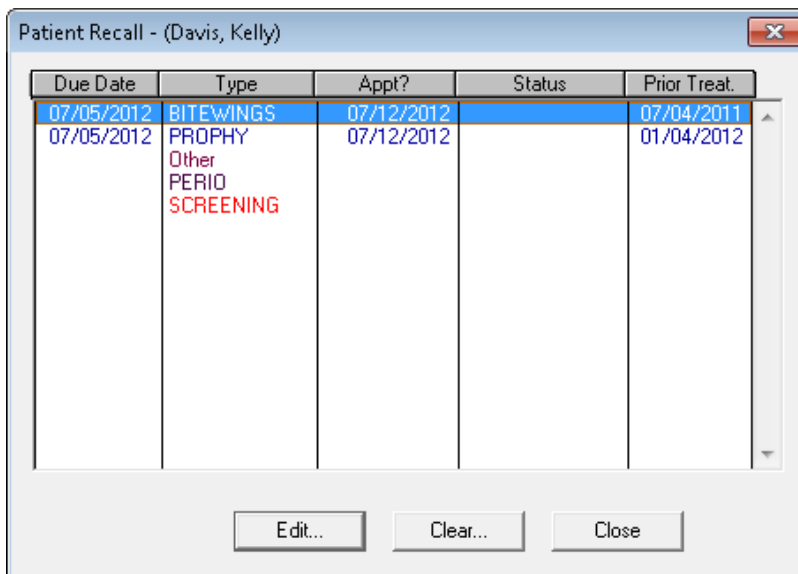 Patient Recall - (Davis, Kelly)
Due Date Type Appt? Status Prior Treat.
07/05/2012 BITEWINGS 07/12/2012 07/04/2011
07/05/2012 PROPHY 07/12/2012 01/04/2012
Other
PERIO
SCREENING
Edit... Clear... Close